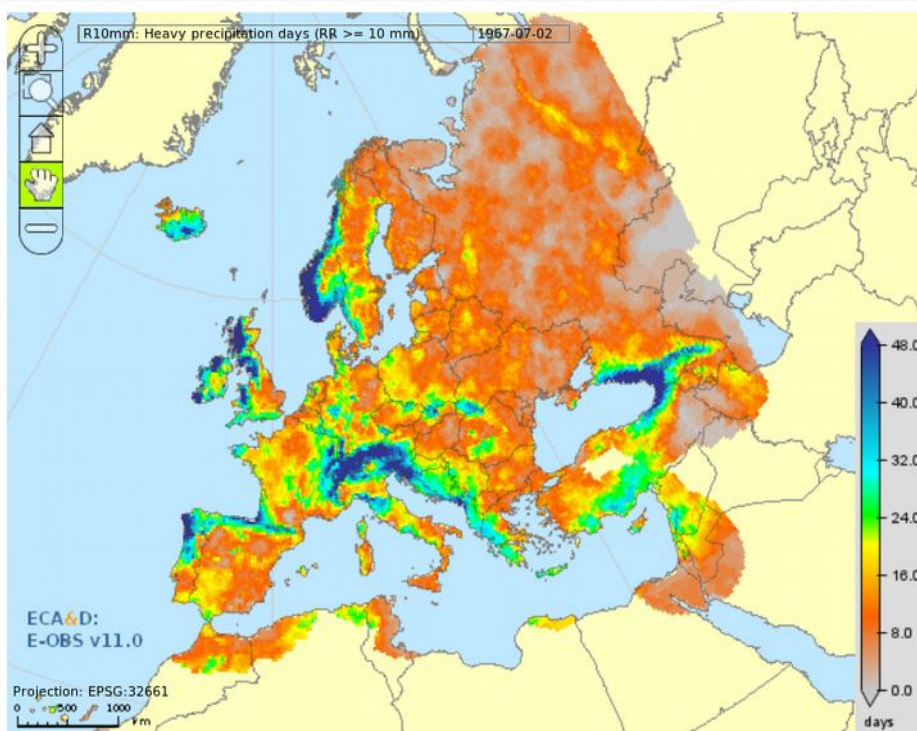 R10mm: Heavy precipitation days (RR >= 10 mm) 1967-07-02
48.0
40.0
32.0
24.0
16.0
8.0
0.0
days
ECA&D:
E-OBS v11.0
Projection: EPSG:32661
0 500 1000 km